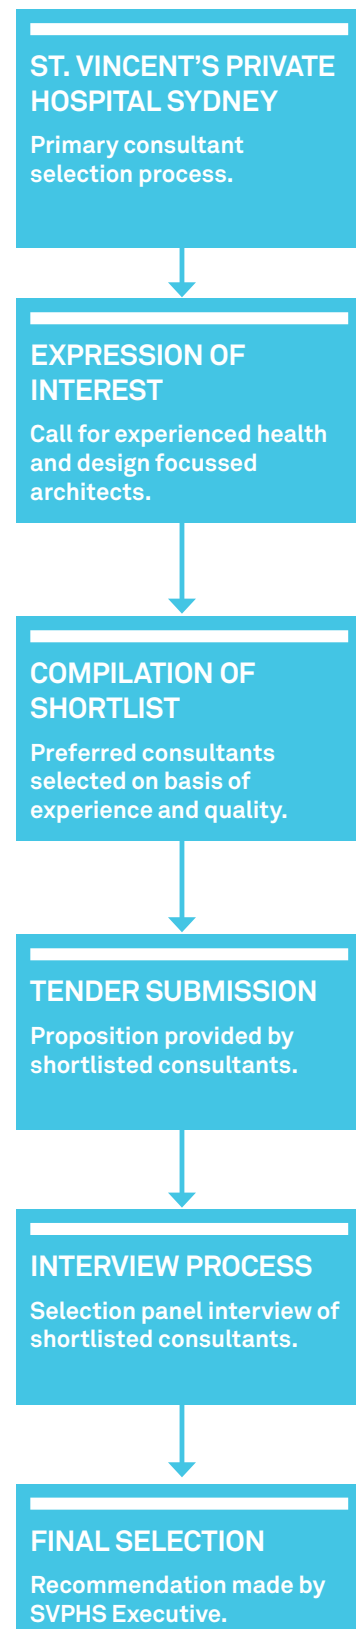 ST. VINCENT'S PRIVATE
HOSPITAL SYDNEY
Primary consultant
selection process.
EXPRESSION OF
INTEREST
Call for experienced health
and design focussed
architects.
COMPILATION OF
SHORTLIST
Preferred consultants
selected on basis of
experience and quality.
TENDER SUBMISSION
Proposition provided by
shortlisted consultants.
INTERVIEW PROCESS
Selection panel interview of
shortlisted consultants.
FINAL SELECTION
Recommendation made by
SVPHS Executive.